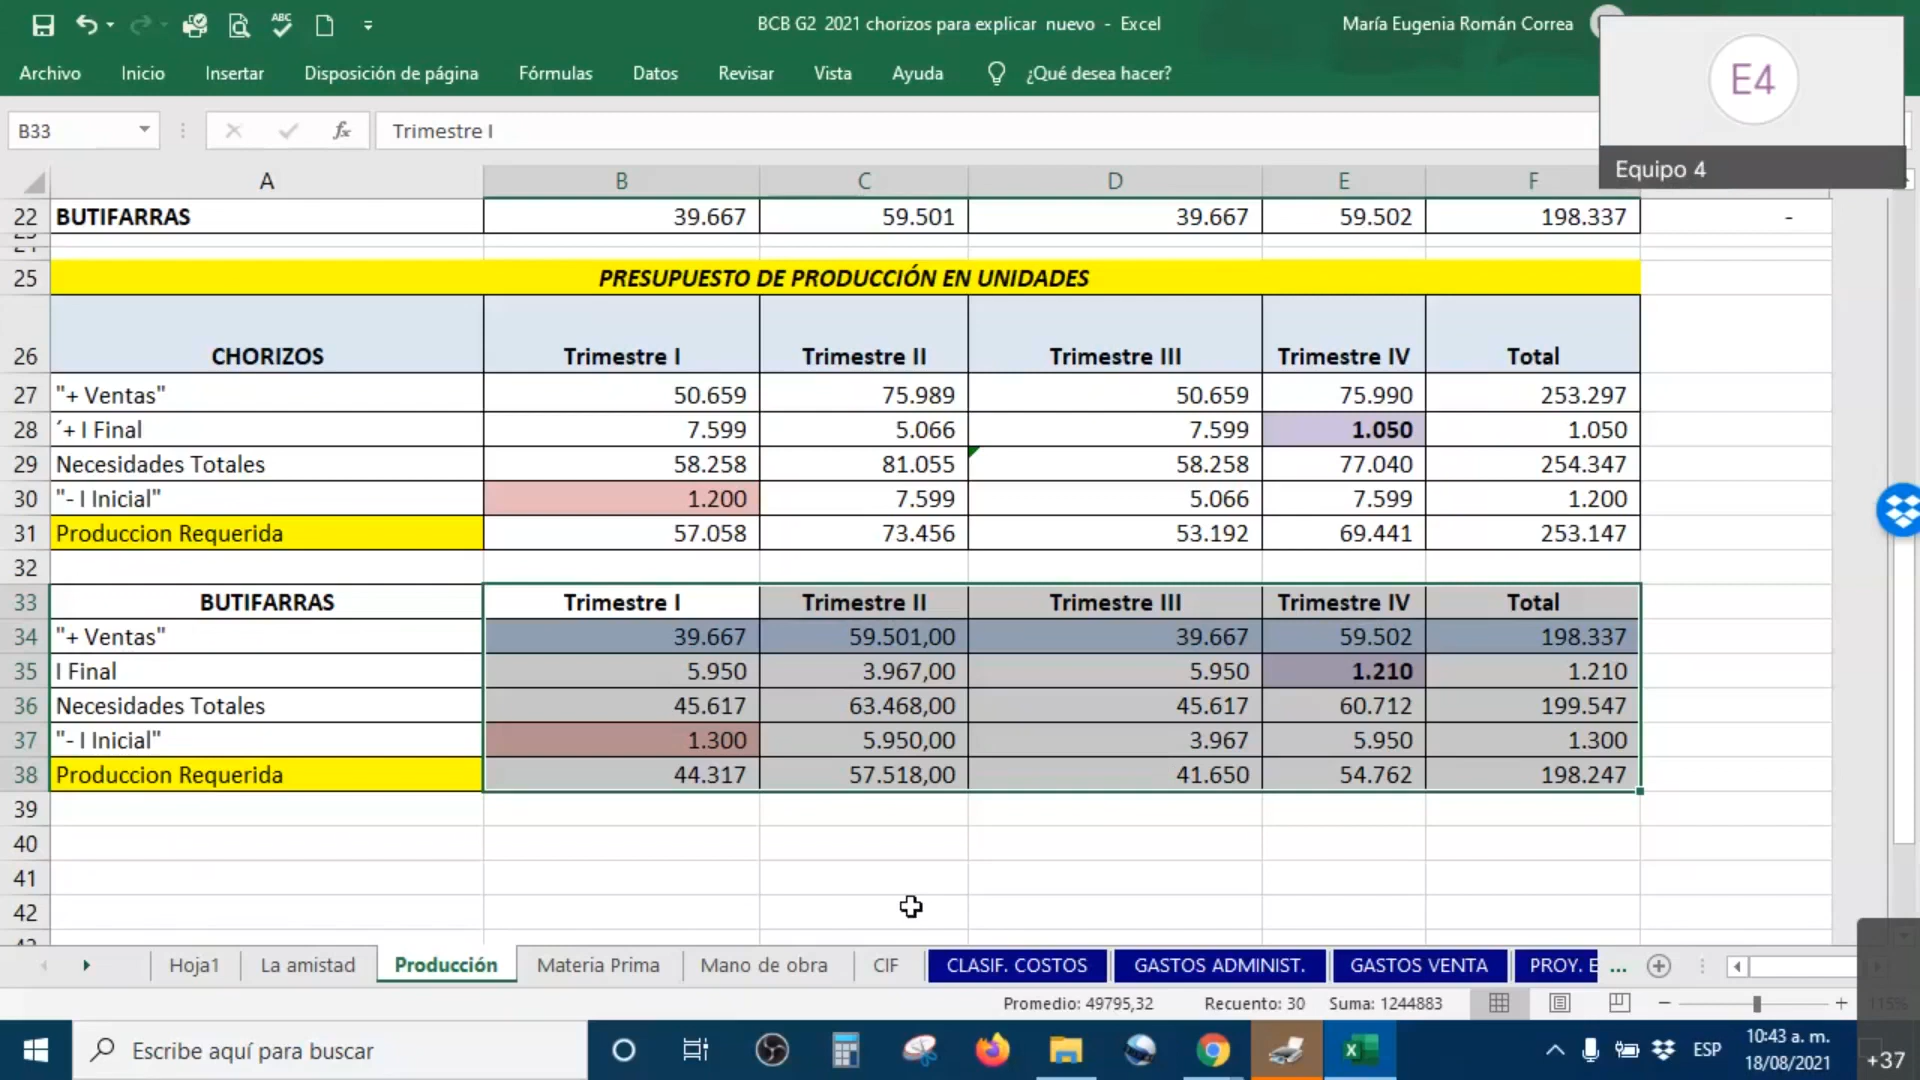 BCB G2 2021 chorizos para explicar nuevo - Excel
María Eugenia Román Correa
Archivo Inicio Insertar Disposición de página Fórmulas Datos Revisar Vista Ayuda ¿Qué desea hacer?
E4
Equipo 4
B33 fx Trimestre I
A B C D E F
22 BUTIFARRAS 39.667 59.501 39.667 59.502 198.337 -
25 PRESUPUESTO DE PRODUCCIÓN EN UNIDADES
26 CHORIZOS Trimestre I Trimestre II Trimestre III Trimestre IV Total
27 "+ Ventas" 50.659 75.989 50.659 75.990 253.297
28 ´+ I Final 7.599 5.066 7.599 1.050 1.050
29 Necesidades Totales 58.258 81.055 58.258 77.040 254.347
30 "- I Inicial" 1.200 7.599 5.066 7.599 1.200
31 Produccion Requerida 57.058 73.456 53.192 69.441 253.147
32
33 BUTIFARRAS Trimestre I Trimestre II Trimestre III Trimestre IV Total
34 "+ Ventas" 39.667 59.501,00 39.667 59.502 198.337
35 I Final 5.950 3.967,00 5.950 1.210 1.210
36 Necesidades Totales 45.617 63.468,00 45.617 60.712 199.547
37 "- I Inicial" 1.300 5.950,00 3.967 5.950 1.300
38 Produccion Requerida 44.317 57.518,00 41.650 54.762 198.247
39
40
41
42
Hoja1 La amistad Producción Materia Prima Mano de obra CIF CLASIF. COSTOS GASTOS ADMINIST. GASTOS VENTA PROY. E ...
Promedio: 49795,32 Recuento: 30 Suma: 1244883 115%
Escribe aquí para buscar
ESP
10:43 a. m.
18/08/2021
+37